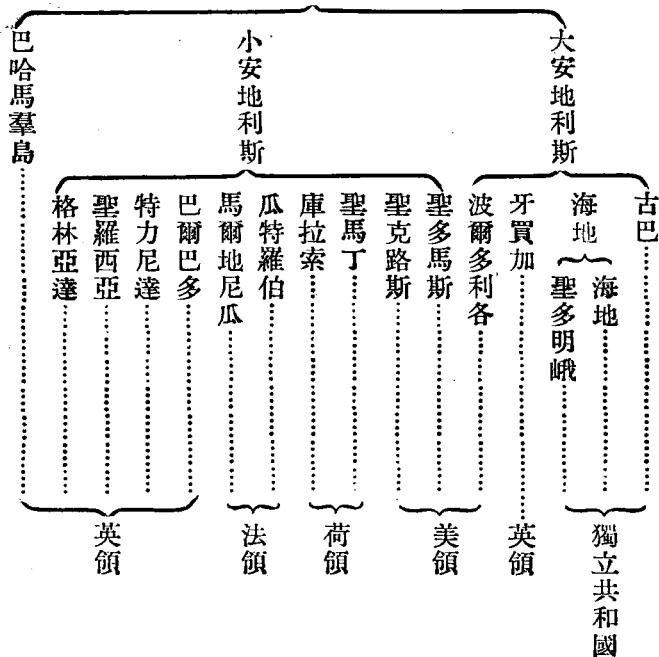 大安地利斯
古巴
海地
海地
聖多明峨
獨立共和國
牙買加
英領
波爾多利各
小安地利斯
聖多馬斯
聖克路斯
美領
聖馬丁
庫拉索
荷領
瓜特羅伯
馬爾地尼瓜
法領
巴爾巴多
特力尼達
聖羅西亞
格林亞達
巴哈馬羣島
英領